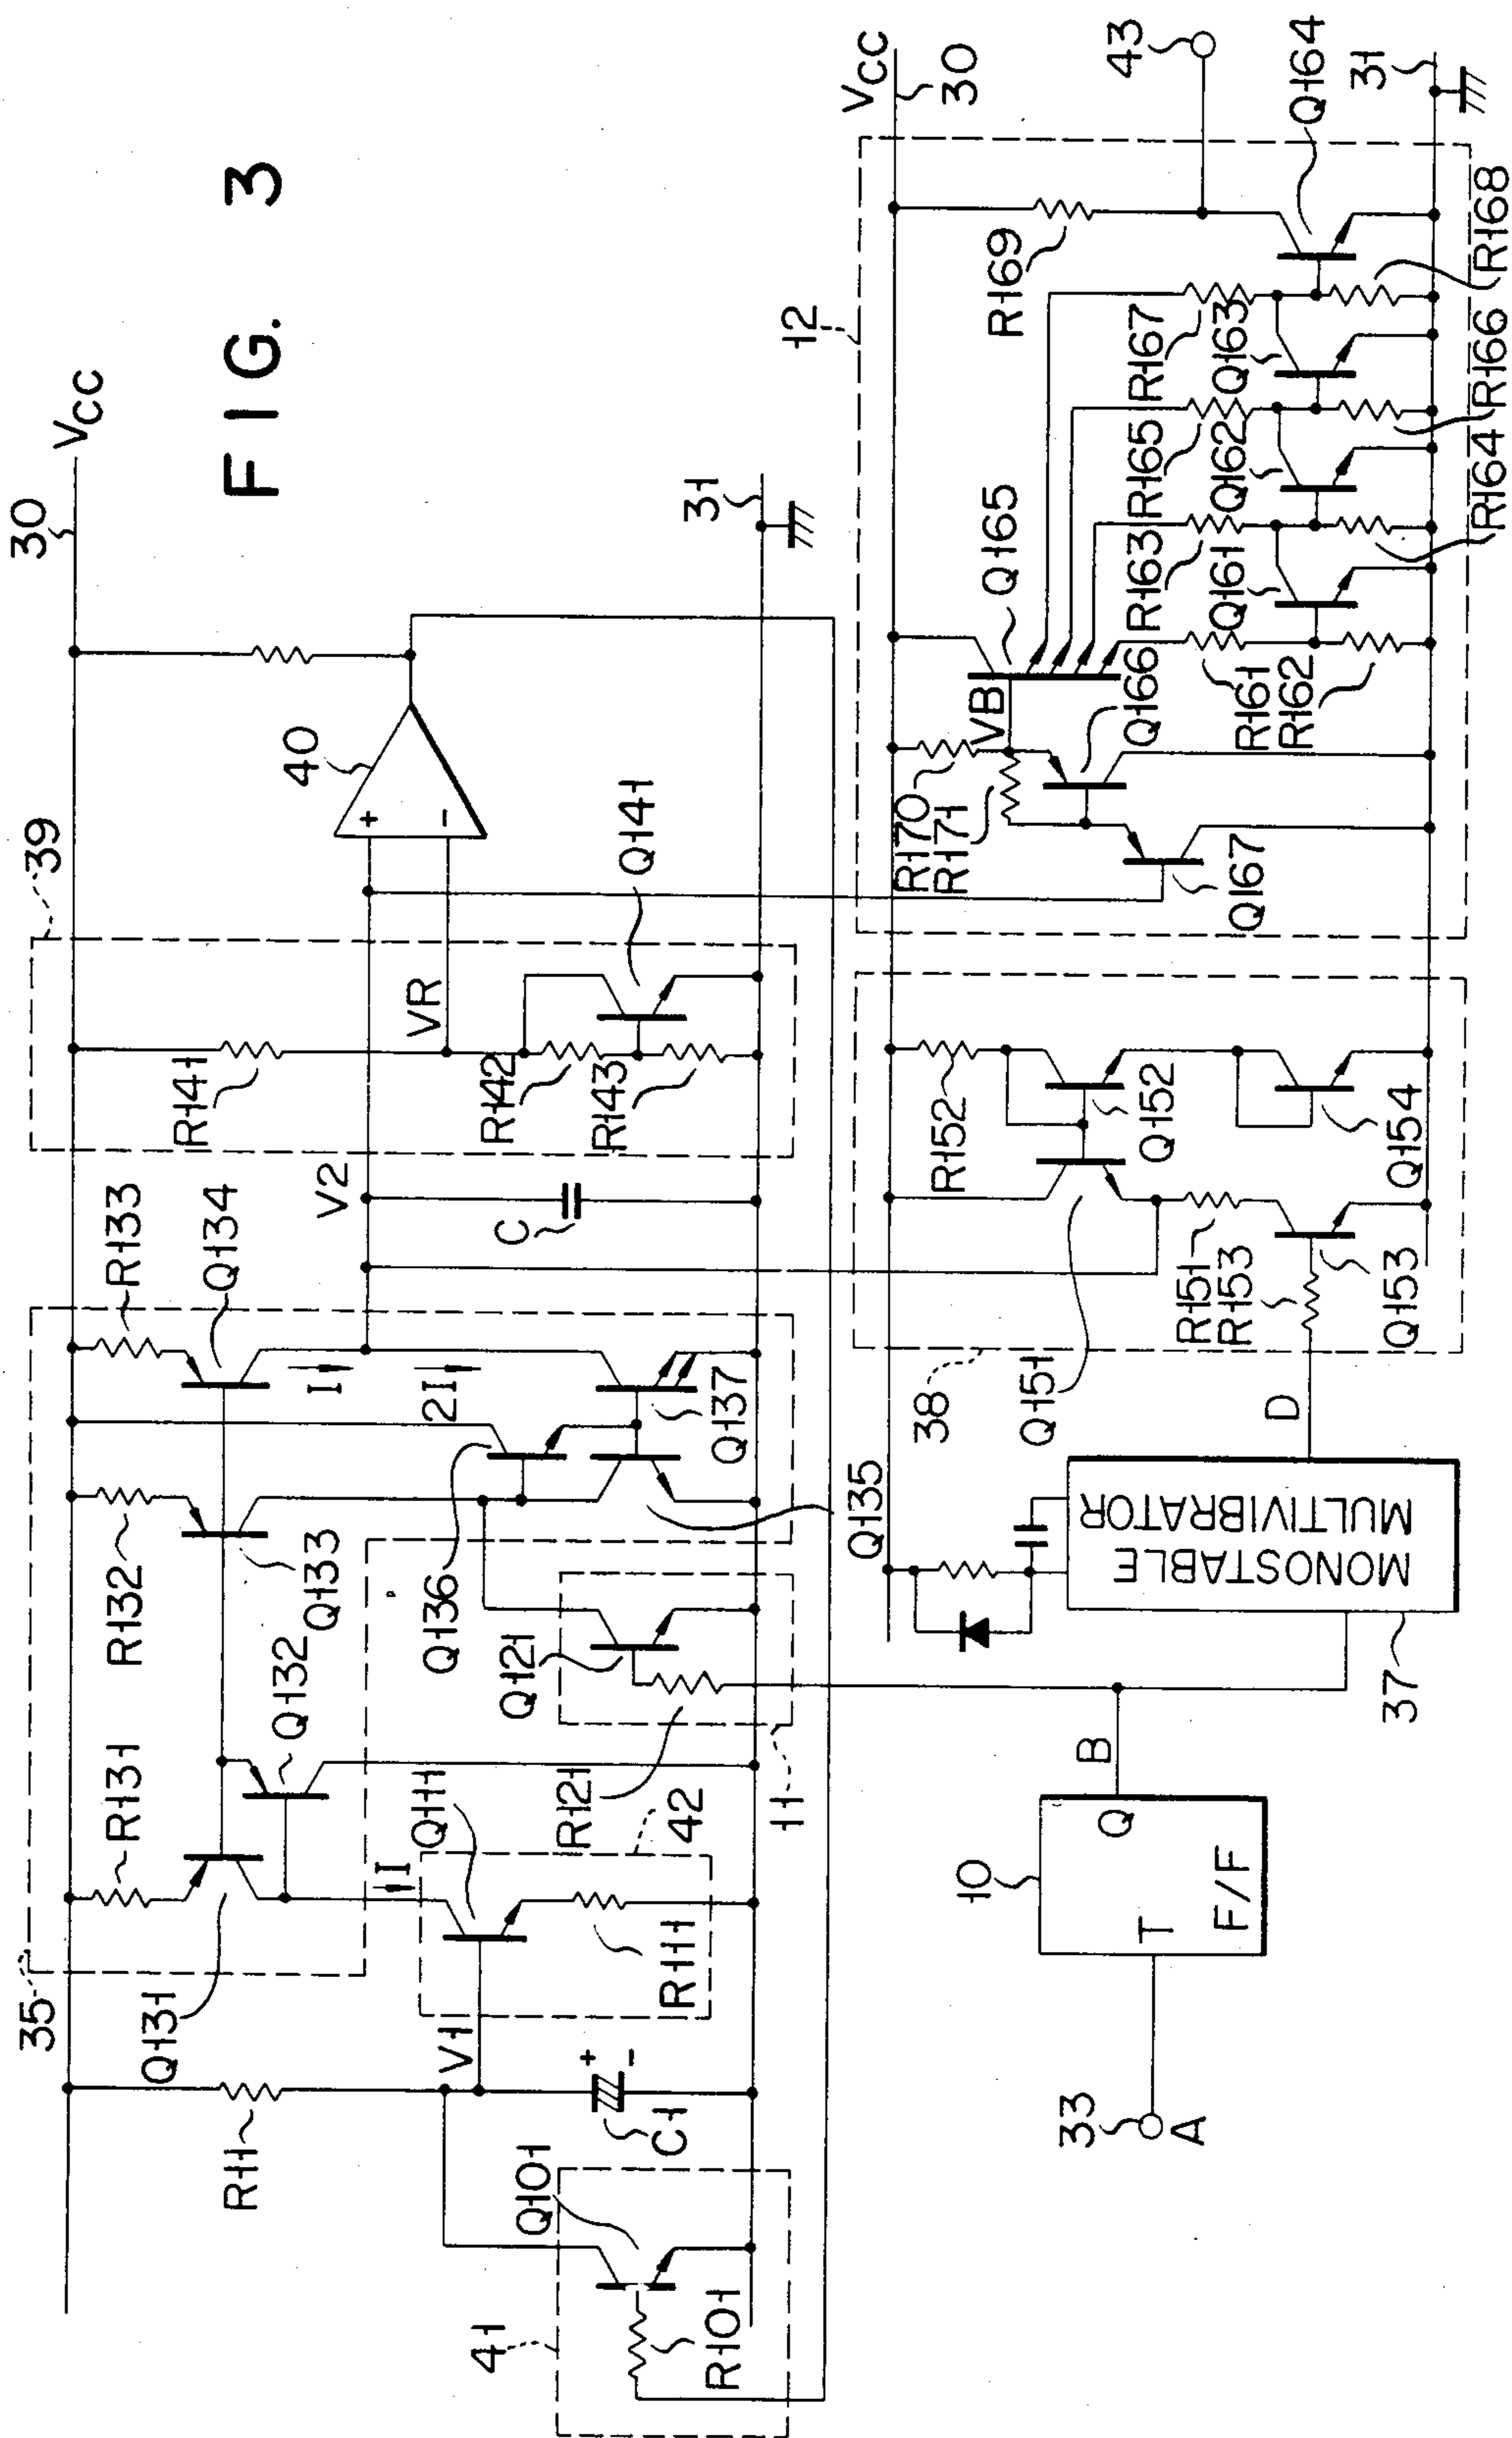 FIG. 3
30
VCC
35
R131
R132
R133
Q134
39
40
+
-
Q131
Q132
Q133
I
2I
V2
R141
VR
R142
R143
Q141
C
31
R11
V1
I
Q111
42
R111
C1
+
-
Q136
Q121
R121
11
Q137
Q135
41
Q101
R101
VCC
30
43
12
R169
Q164
31
Q165
VB
R170
R171
Q166
Q167
R161
R162
R163
Q161
R164
R165
Q162
R166
R167
Q163
R168
R152
Q152
Q154
Q151
R151
R153
Q153
38
D
MONOSTABLE
MULTIVIBRATOR
37
B
10
Q
T
F/F
33
A